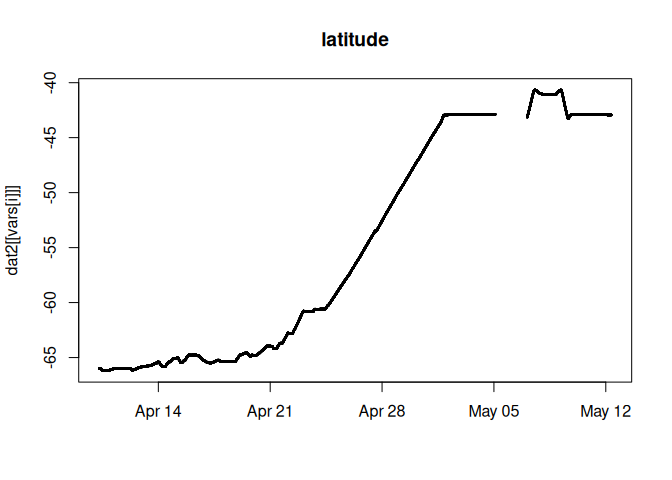 latitude
dat2[[vars[i]]]
-40
-45
-50
-55
-60
-65
Apr 14
Apr 21
Apr 28
May 05
May 12